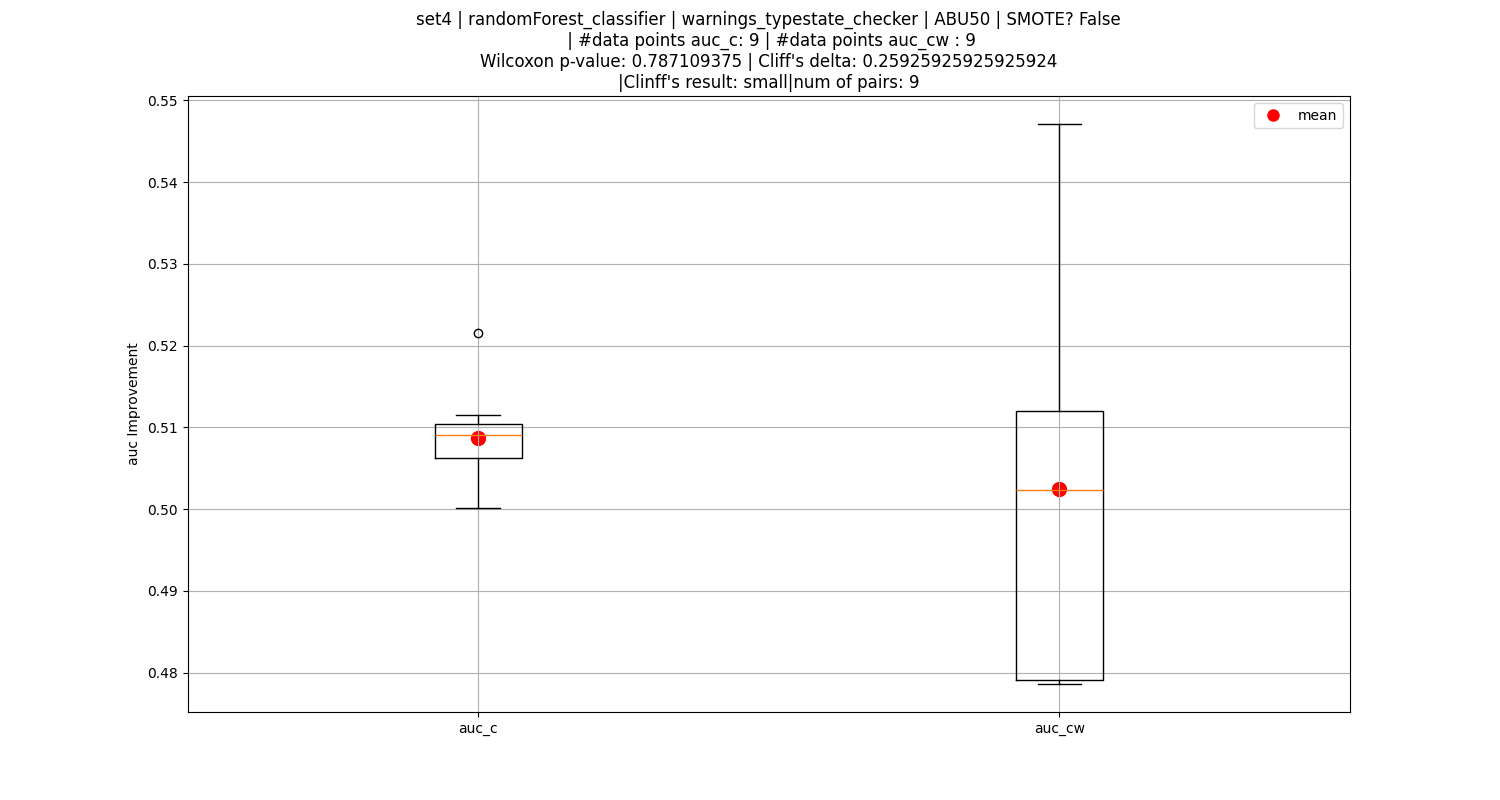 set4 | randomForest_classifier | warnings_typestate_checker | ABU50 | SMOTE? False
| #data points auc_c: 9 | #data points auc_cw : 9
Wilcoxon p-value: 0.787109375 | Cliff's delta: 0.25925925925925924
|Clinff's result: small|num of pairs: 9
mean
0.55
0.54
0.53
0.52
0.51
0.50
0.49
0.48
auc Improvement
auc_c
auc_cw